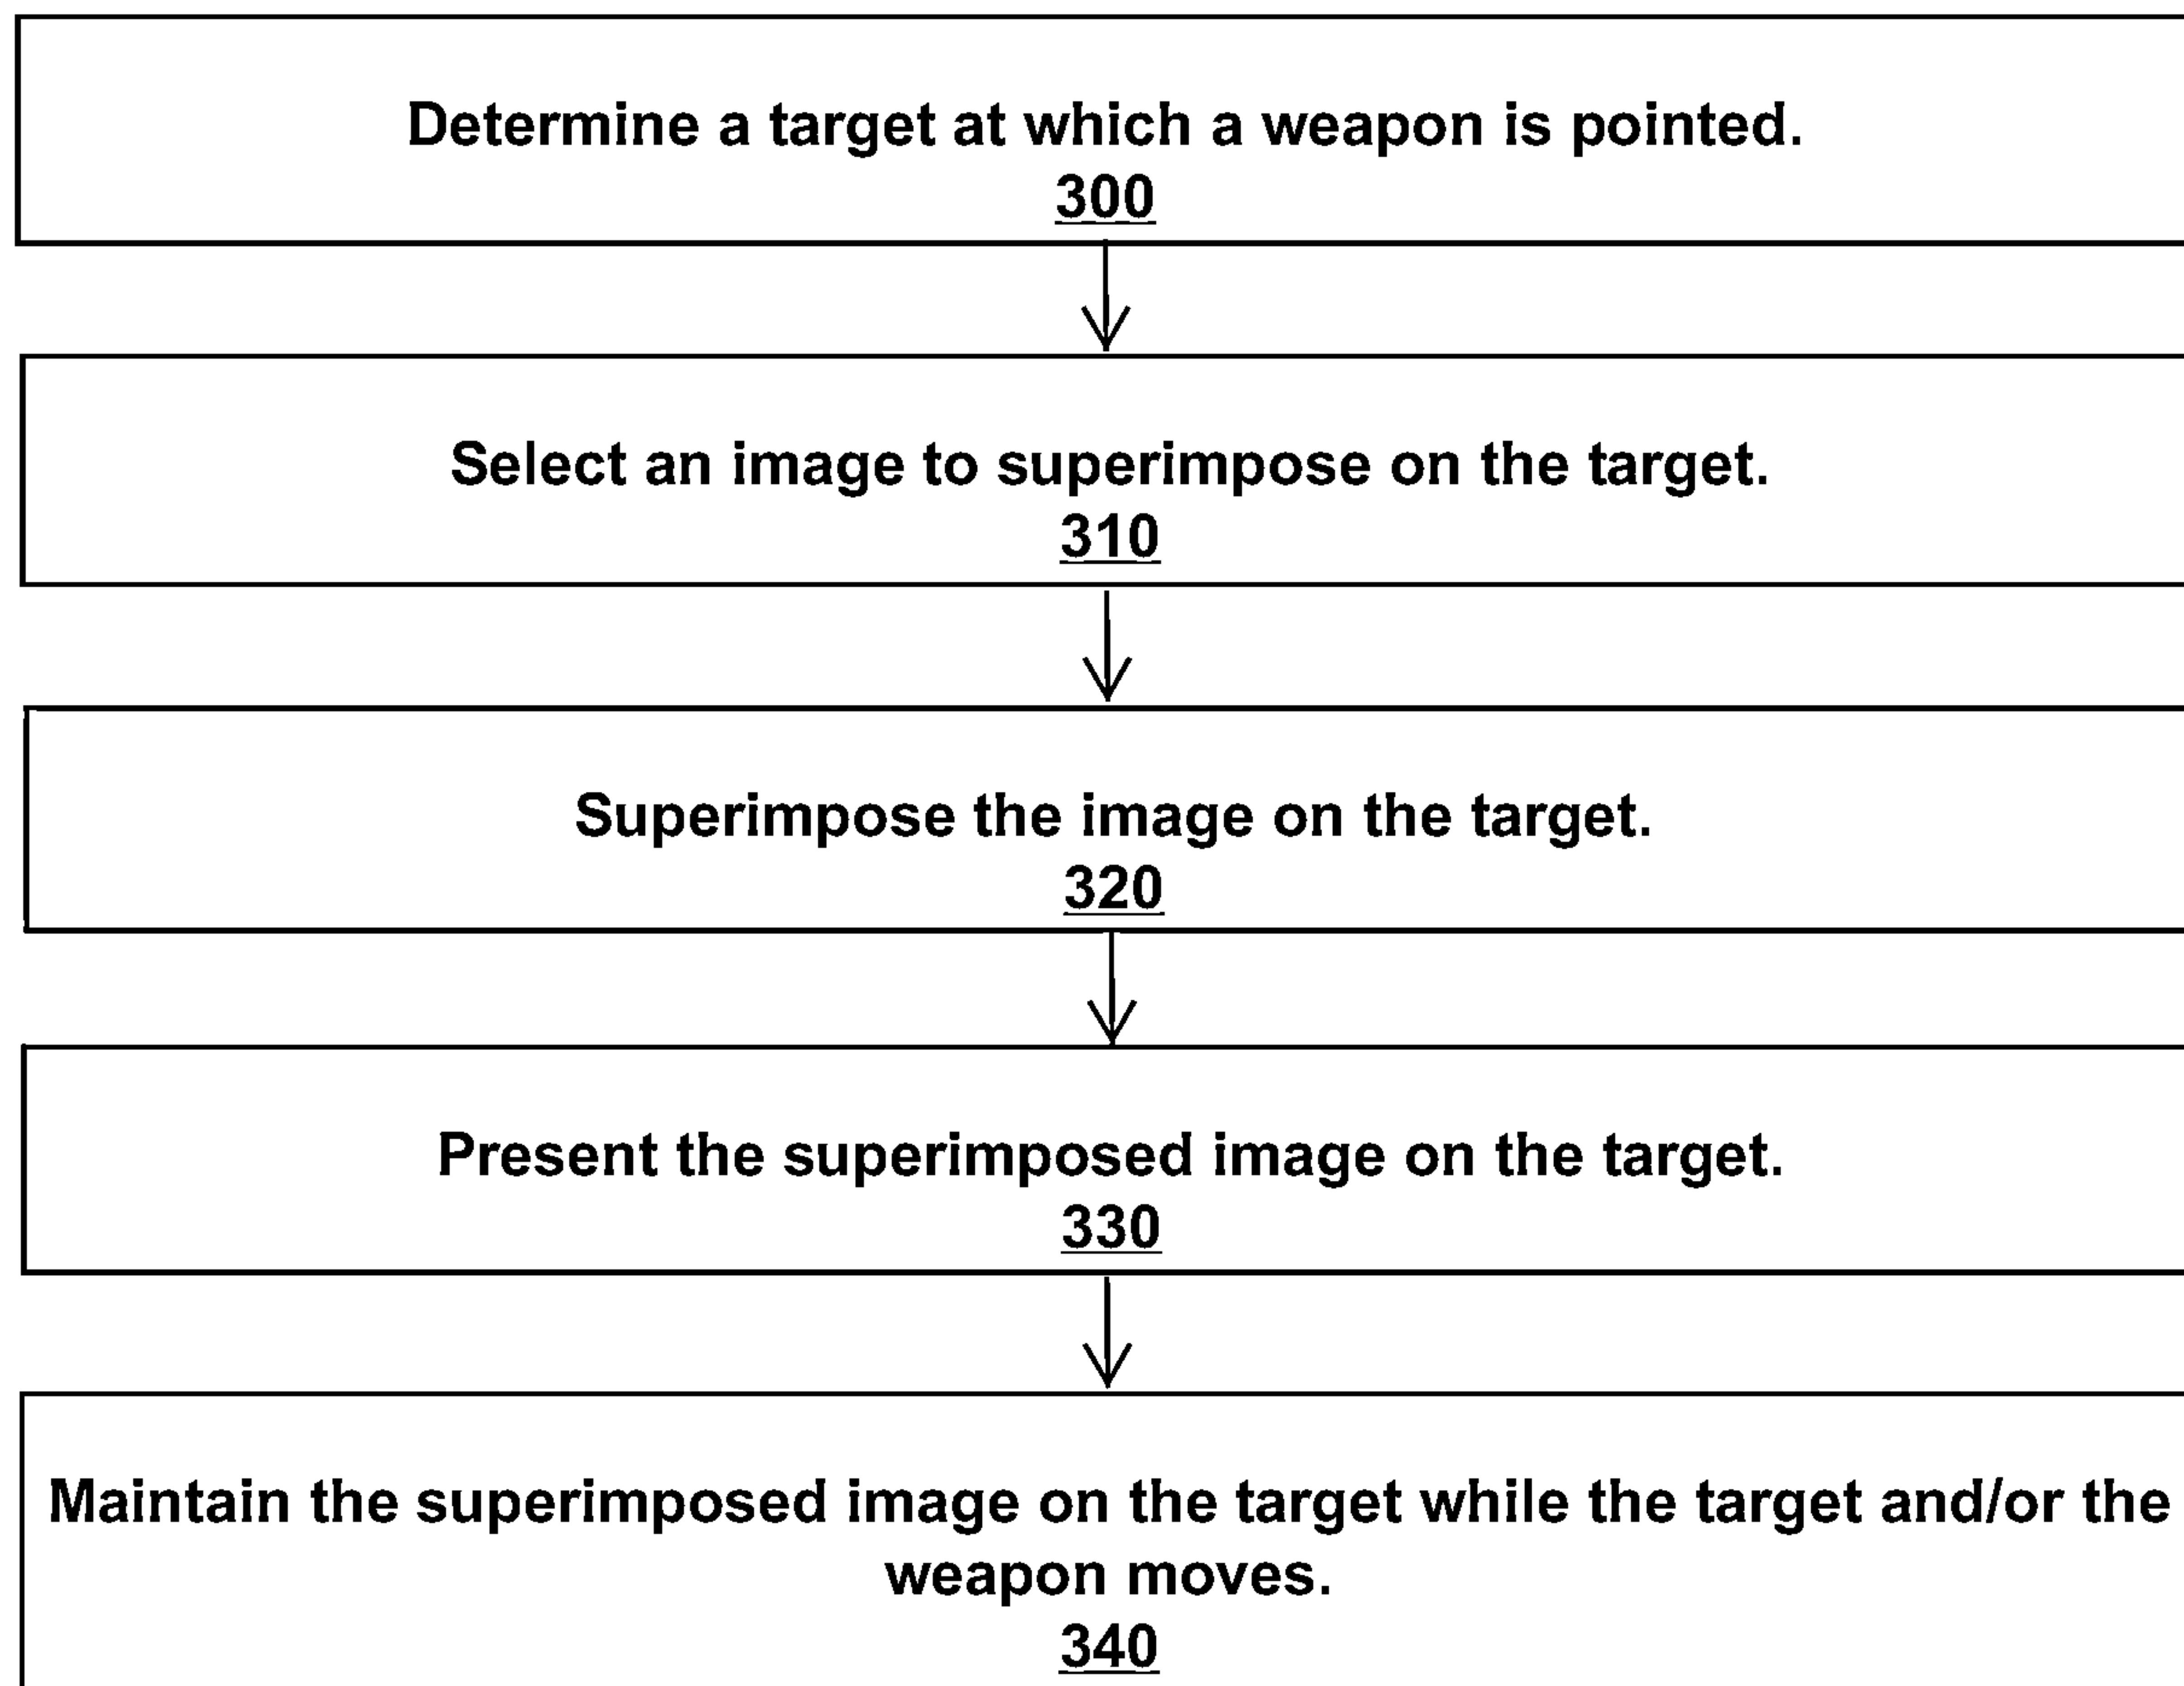 Determine a target at which a weapon is pointed.
300
Select an image to superimpose on the target.
310
Superimpose the image on the target.
320
Present the superimposed image on the target.
330
Maintain the superimposed image on the target while the target and/or the
weapon moves.
340